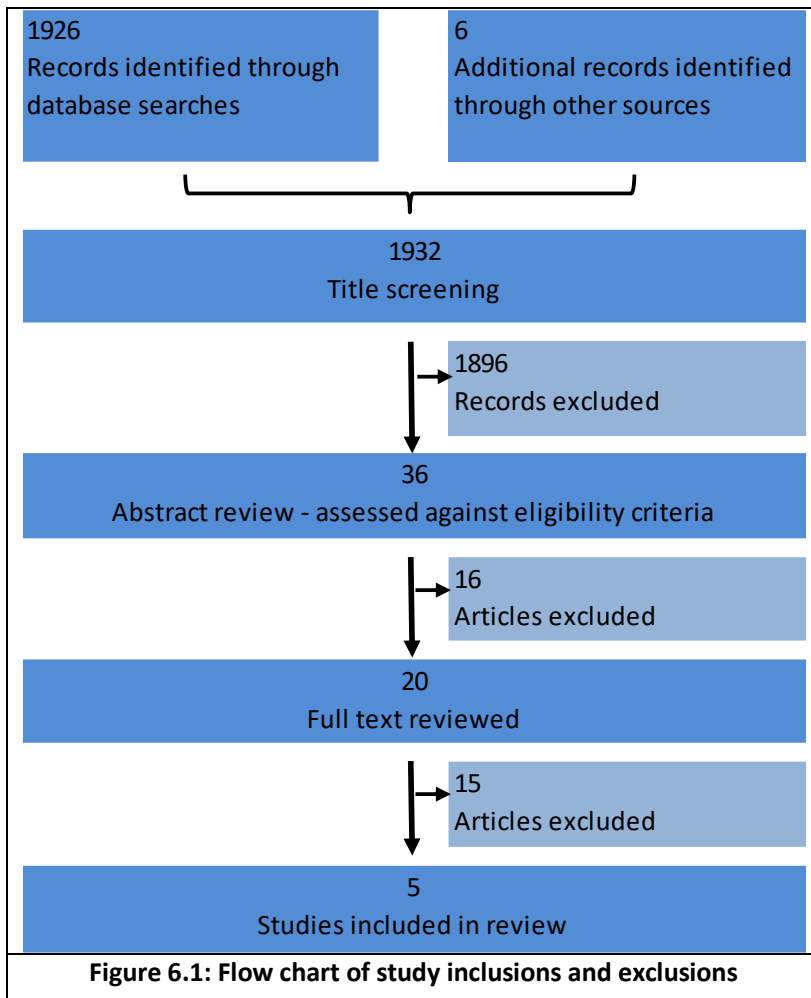 1926
Records identified through
database searches
6
Additional records identified
through other sources
1932
Title screening
1896
Records excluded
36
Abstract review - assessed against eligibility criteria
16
Articles excluded
20
Full text reviewed
15
Articles excluded
5
Studies included in review
Figure 6.1: Flow chart of study inclusions and exclusions